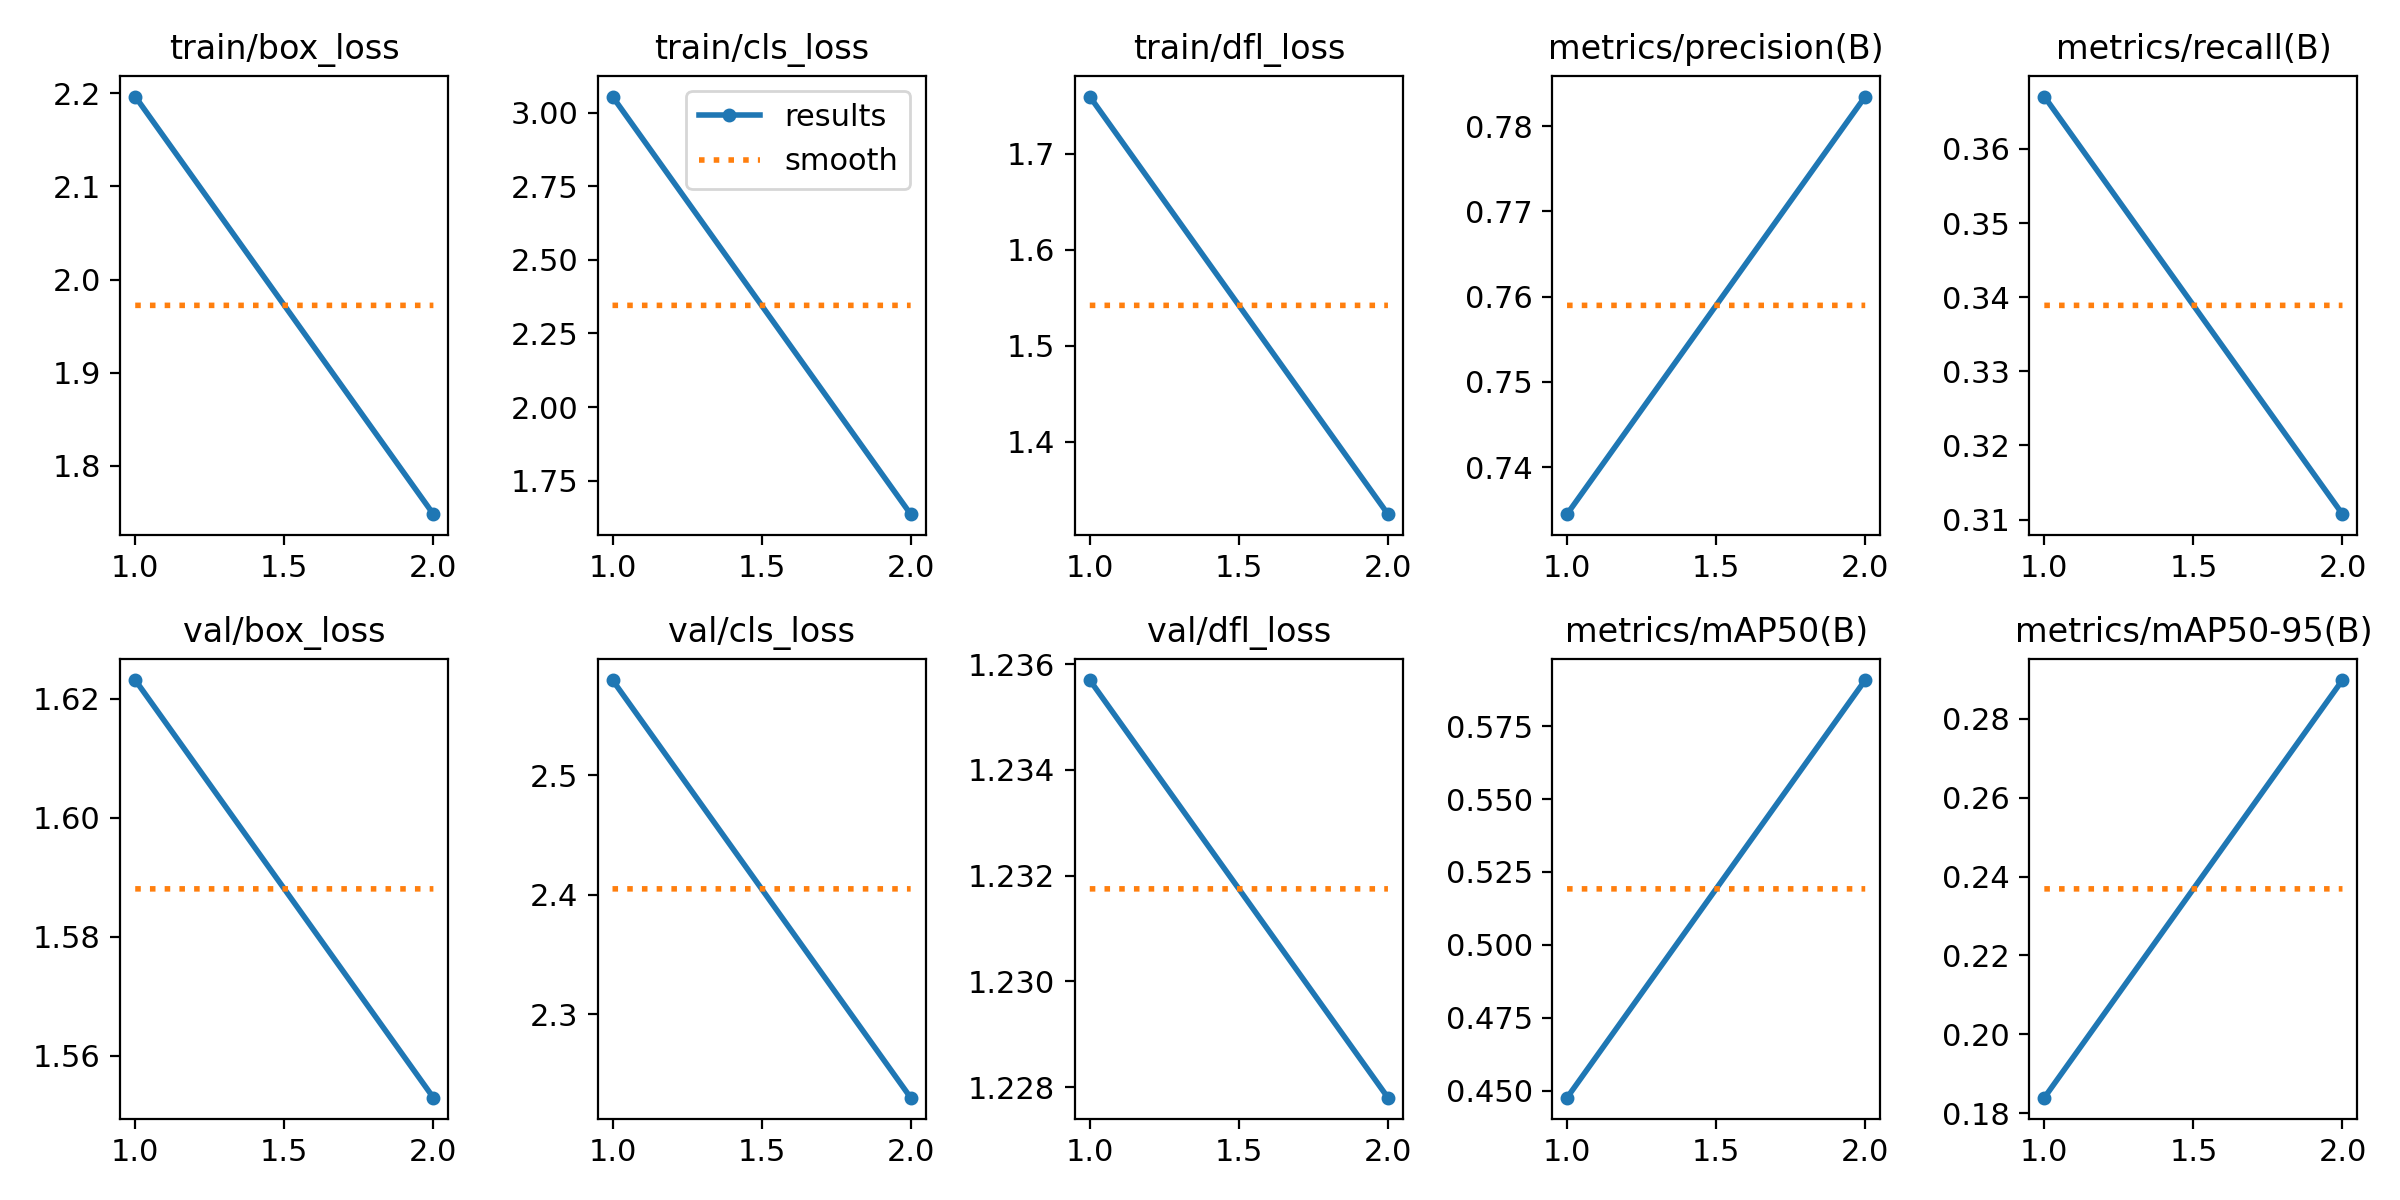 train/box_loss
2.2
2.1
2.0
1.9
1.8
1.0 1.5 2.0
train/cls_loss
results
smooth
3.00
2.75
2.50
2.25
2.00
1.75
1.0 1.5 2.0
train/dfl_loss
1.7
1.6
1.5
1.4
1.0 1.5 2.0
metrics/precision(B)
0.78
0.77
0.76
0.75
0.74
1.0 1.5 2.0
metrics/recall(B)
0.36
0.35
0.34
0.33
0.32
0.31
1.0 1.5 2.0
val/box_loss
1.62
1.60
1.58
1.56
1.0 1.5 2.0
val/cls_loss
2.5
2.4
2.3
1.0 1.5 2.0
val/dfl_loss
1.236
1.234
1.232
1.230
1.228
1.0 1.5 2.0
metrics/mAP50(B)
0.575
0.550
0.525
0.500
0.475
0.450
1.0 1.5 2.0
metrics/mAP50-95(B)
0.28
0.26
0.24
0.22
0.20
0.18
1.0 1.5 2.0